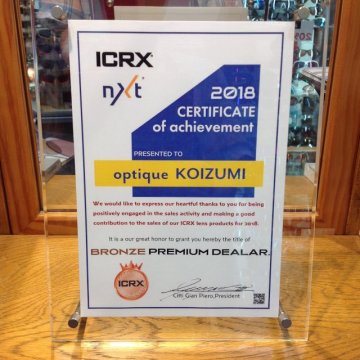 ICRX
nxt
2018
CERTIFICATE
of achievement
PRESENTED TO
optique KOIZUMI
We would like to express our heartful thanks to you for being
positively engaged in the sales activity and making a good
contribution to the sales of our ICRX lens products for 2018.
It is a our great honor to grant you hereby the title of
BRONZE PREMIUM DEALAR.
ICRX
Citi Gian Piero,President